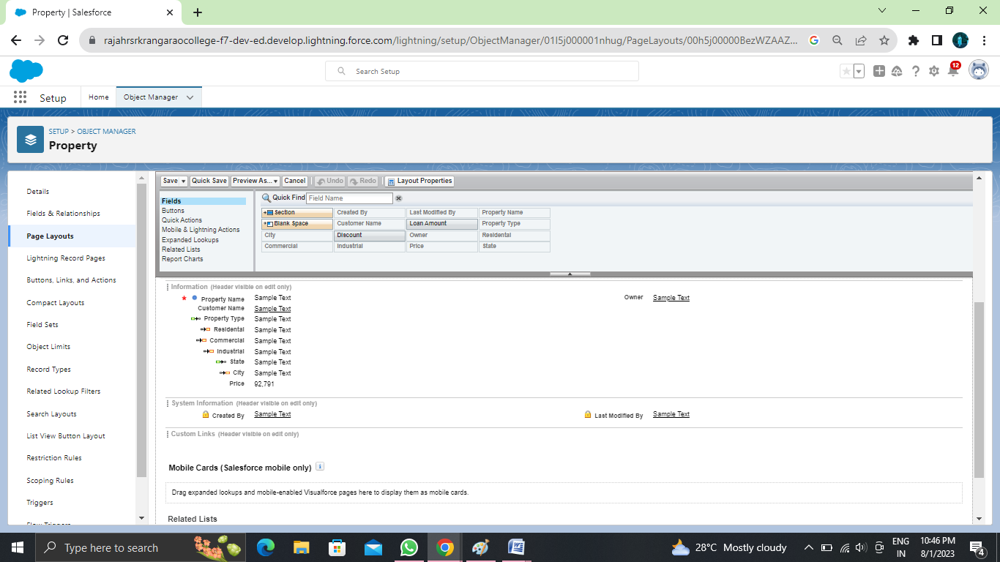 Property | Salesforce
rajahrsrkrangaraocollege-f7-dev-ed.develop.lightning.force.com/lightning/setup/ObjectManager/01I5j000001nhug/PageLayouts/00h5j00000BezWZAAZ...
Search Setup
12
Setup Home Object Manager
SETUP > OBJECT MANAGER
Property
Details
Fields & Relationships
Page Layouts
Lightning Record Pages
Buttons, Links, and Actions
Compact Layouts
Field Sets
Object Limits
Record Types
Related Lookup Filters
Search Layouts
List View Button Layout
Restriction Rules
Scoping Rules
Triggers
Flow Triggers
Save Quick Save Preview As... Cancel Undo Redo Layout Properties
Fields
Buttons
Quick Actions
Mobile & Lightning Actions
Expanded Lookups
Related Lists
Report Charts
Quick Find Field Name
Section Created By Last Modified By Property Name
Blank Space Customer Name Loan Amount Property Type
City Discount Owner Residental
Commercial Industrial Price State
Information (Header visible on edit only)
* Property Name Sample Text Owner Sample Text
Customer Name Sample Text
Property Type Sample Text
Residental Sample Text
Commercial Sample Text
Industrial Sample Text
State Sample Text
City Sample Text
Price 92,791
System Information (Header visible on edit only)
Created By Sample Text Last Modified By Sample Text
Custom Links (Header visible on edit only)
Mobile Cards (Salesforce mobile only) i
Drag expanded lookups and mobile-enabled Visualforce pages here to display them as mobile cards.
Related Lists
Type here to search
28°C Mostly cloudy
ENG
IN
10:46 PM
8/1/2023
4